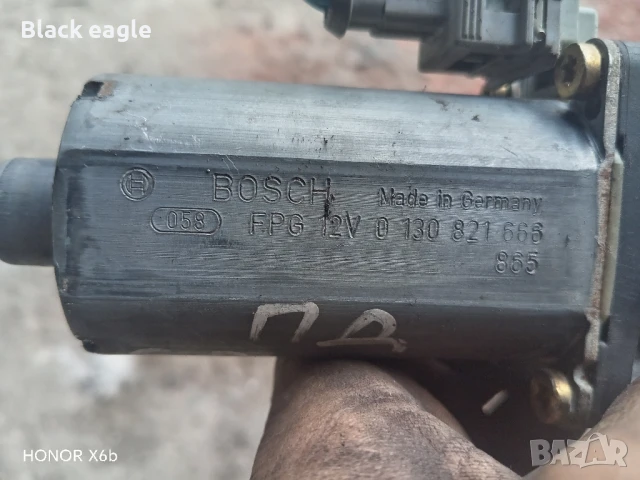 Black eagle
BOSCH Made in Germany
058 FPG 12V 0 130 821 666
865
ПД
HONOR X6b
BAZAR